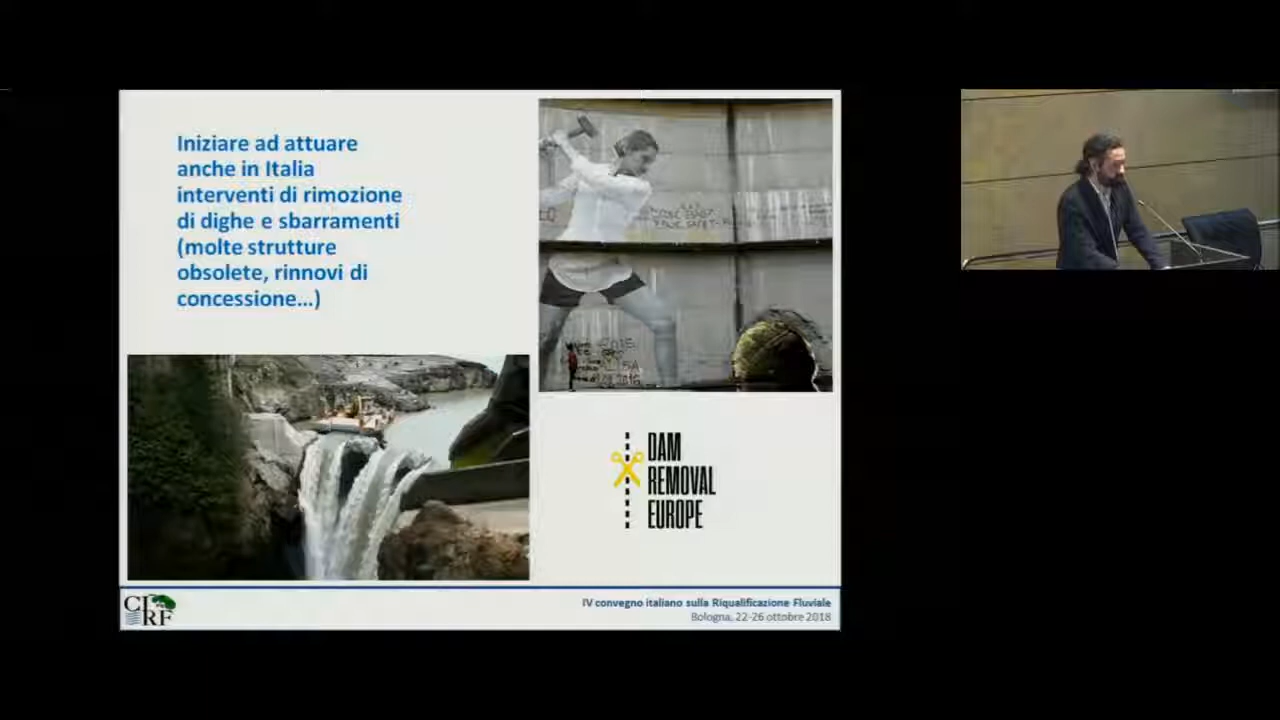 Iniziare ad attuare
anche in Italia
interventi di rimozione
di dighe e sbarramenti
(molte strutture
obsolete, rinnovi di
concessione...)
DAM
REMOVAL
EUROPE
CIRF
IV convegno italiano sulla Riqualificazione Fluviale
Bologna, 22-26 ottobre 2018